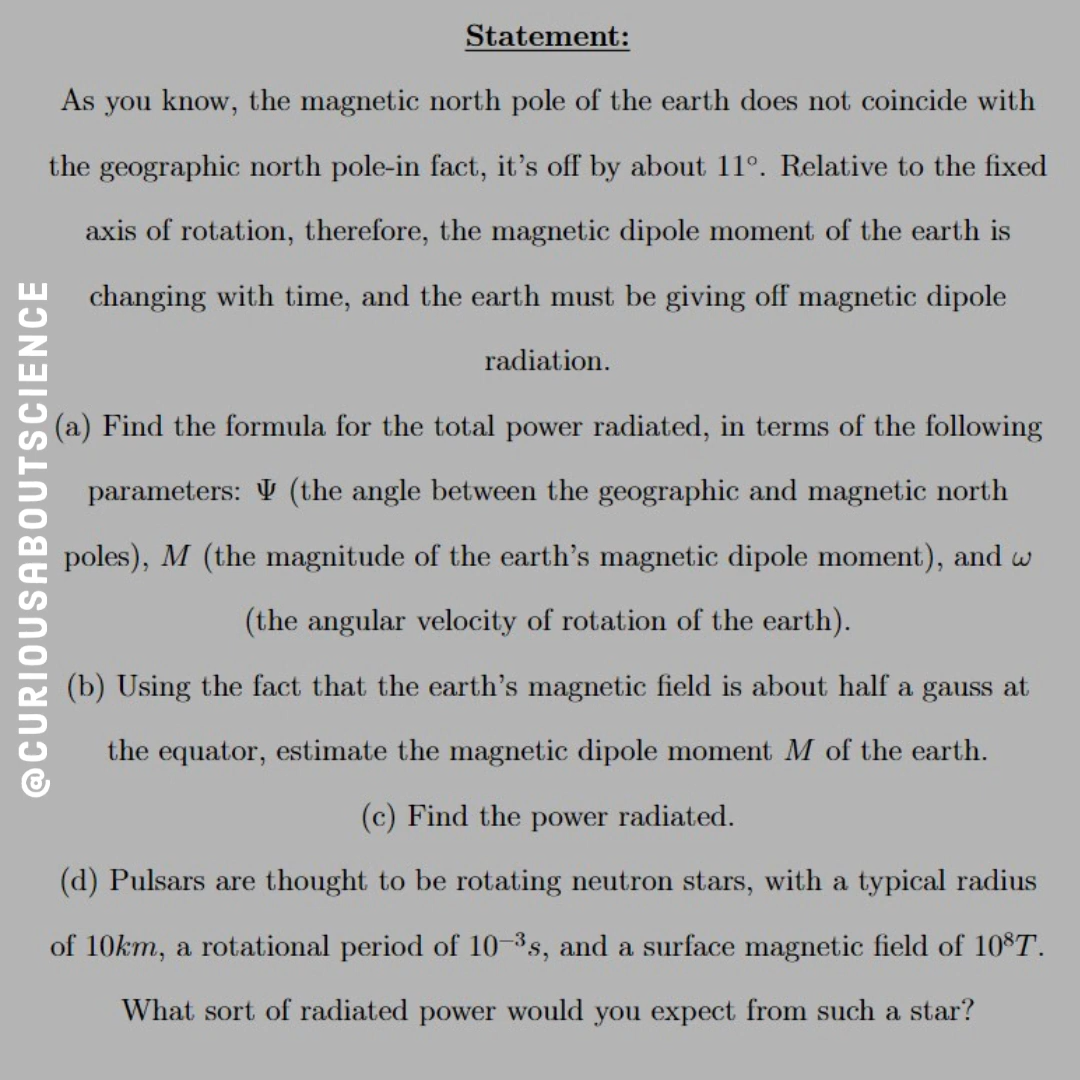 Statement:
As you know, the magnetic north pole of the earth does not coincide with
the geographic north pole-in fact, it's off by about 11°. Relative to the fixed
axis of rotation, therefore, the magnetic dipole moment of the earth is
changing with time, and the earth must be giving off magnetic dipole
radiation.
(a) Find the formula for the total power radiated, in terms of the following
parameters: Ψ (the angle between the geographic and magnetic north
poles), M (the magnitude of the earth's magnetic dipole moment), and ω
(the angular velocity of rotation of the earth).
(b) Using the fact that the earth's magnetic field is about half a gauss at
the equator, estimate the magnetic dipole moment M of the earth.
(c) Find the power radiated.
(d) Pulsars are thought to be rotating neutron stars, with a typical radius
of 10km, a rotational period of 10⁻³s, and a surface magnetic field of 10⁸T.
What sort of radiated power would you expect from such a star?
@CURIOUSABOUTSCIENCE